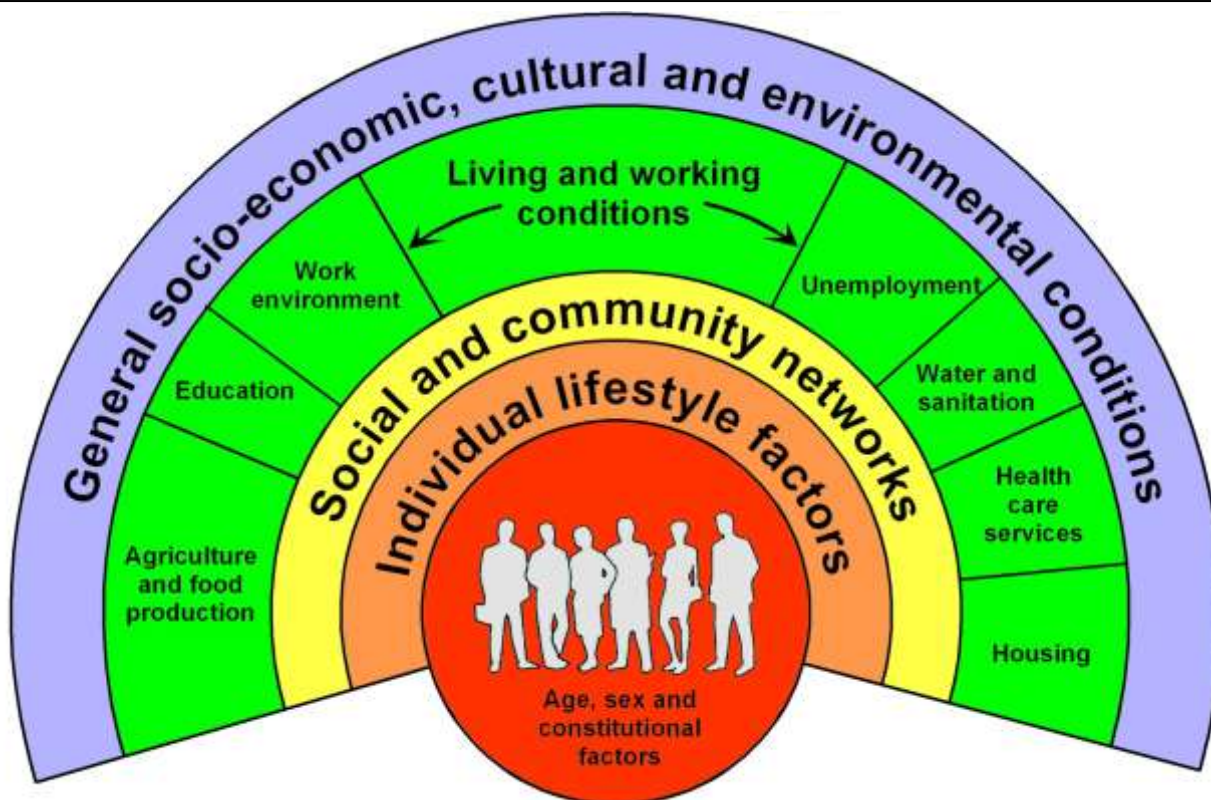 General socio-economic, cultural and environmental conditions
Living and working
conditions
Work
environment
Unemployment
Education
Water and
sanitation
Agriculture
and food
production
Health
care
services
Housing
Social and community networks
Individual lifestyle factors
Age, sex and
constitutional
factors